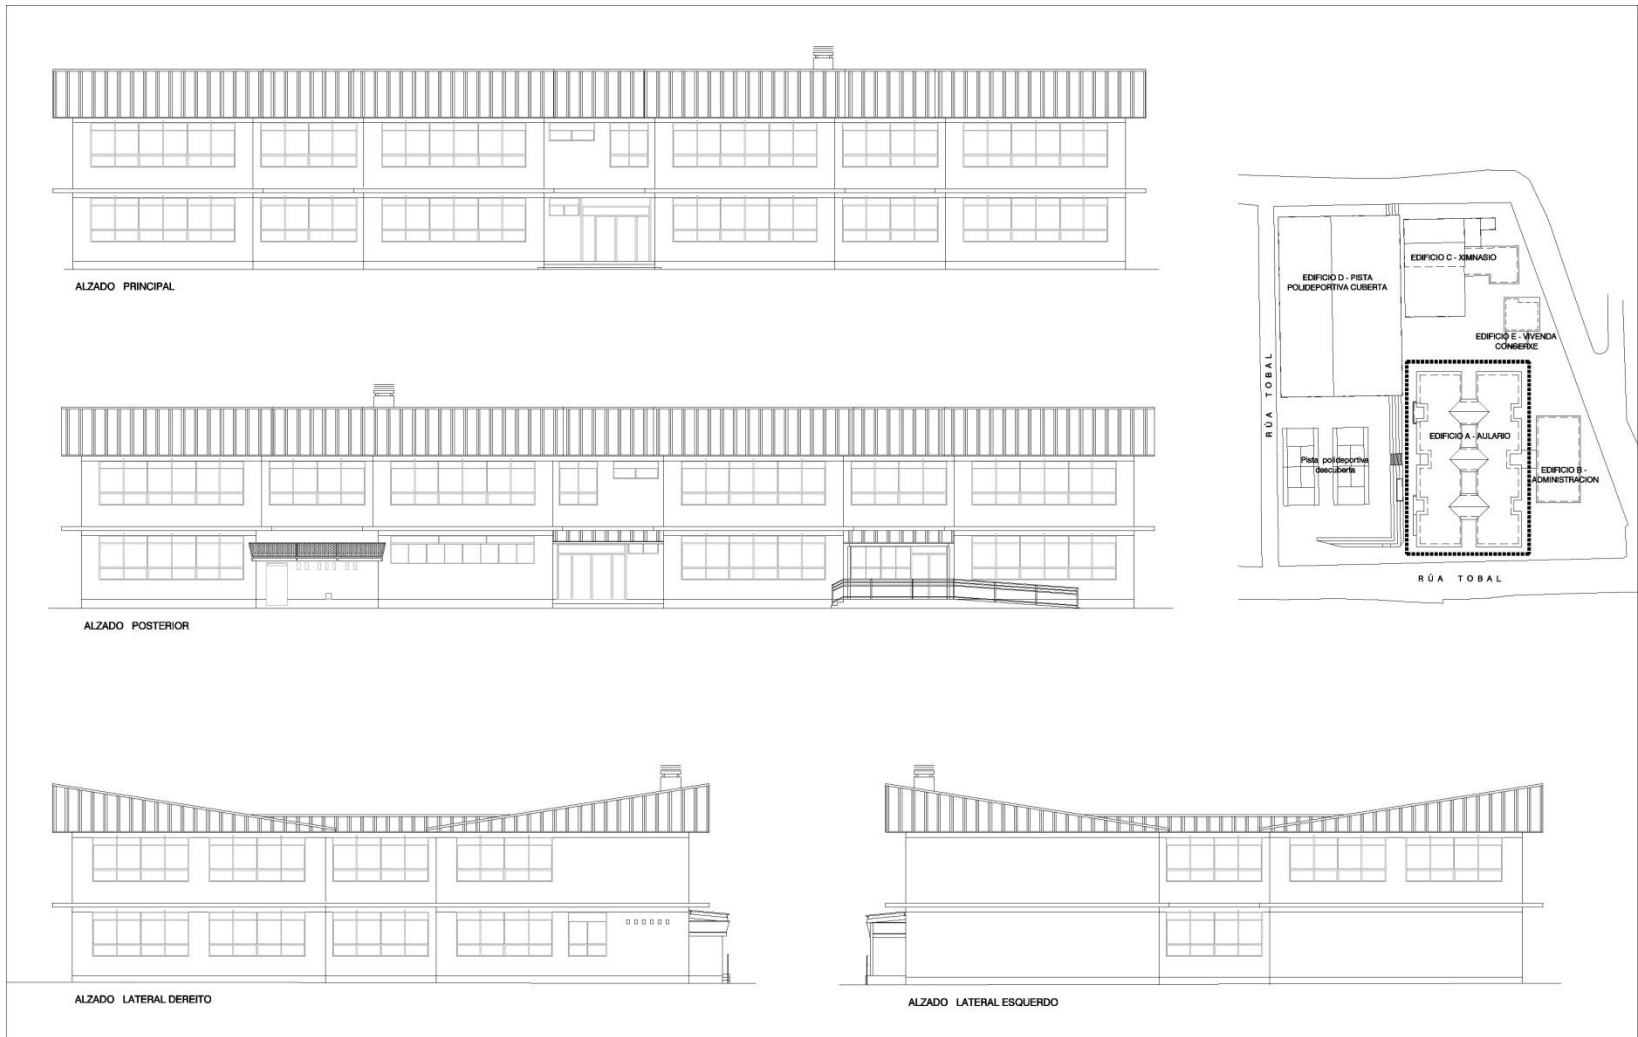 ALZADO PRINCIPAL
EDIFICIO C - XIMNASIO
EDIFICIO D - PISTA
POLIDEPORTIVA CUBERTA
EDIFICIO E - VIVENDA
CONSERXE
RÚA TOBAL
EDIFICIO A - AULARIO
Pista polideportiva
descuberta
EDIFICIO B -
ADMINISTRACION
RÚA TOBAL
ALZADO POSTERIOR
ALZADO LATERAL DEREITO
ALZADO LATERAL ESQUERDO